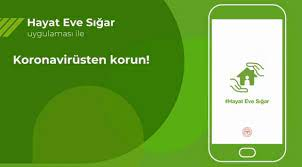 Hayat Eve Sığar
uygulaması ile
Koronavirüsten korun!
#Hayat Eve Sığar